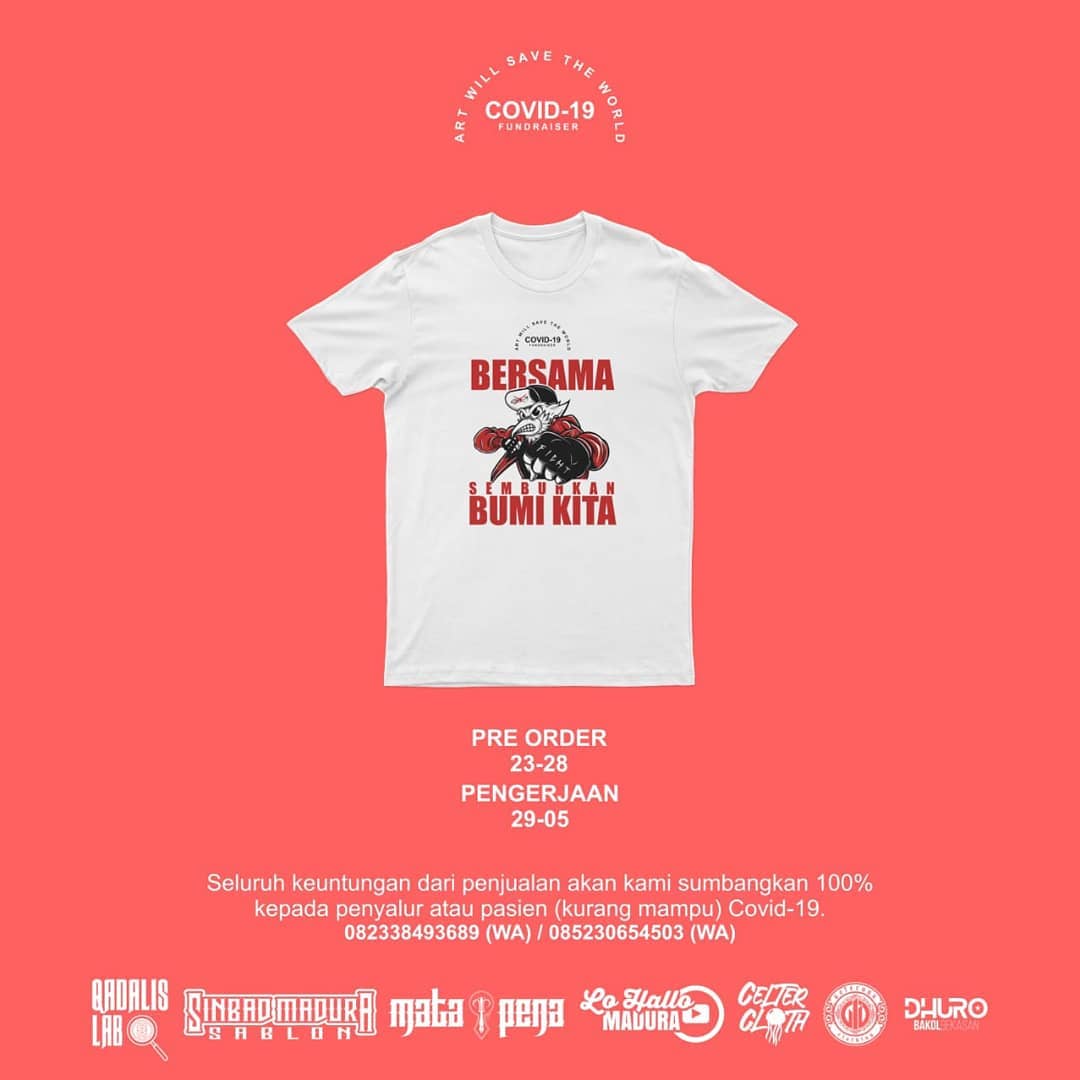 ART WILL SAVE THE WORLD
COVID-19
FUNDRAISER
ART WILL SAVE THE WORLD
COVID-19
FUNDRAISER
BERSAMA
FIGHT
SEMBUHKAN
BUMI KITA
PRE ORDER
23-28
PENGERJAAN
29-05
Seluruh keuntungan dari penjualan akan kami sumbangkan 100%
kepada penyalur atau pasien (kurang mampu) Covid-19.
082338493689 (WA) / 085230654503 (WA)
QADALIS
LAB
SINBAD MADURA
SABLON
mata pena
Lo Hallo
MADURA
CELTER
CLOTH
DHURO
BAKOLBEKASAN